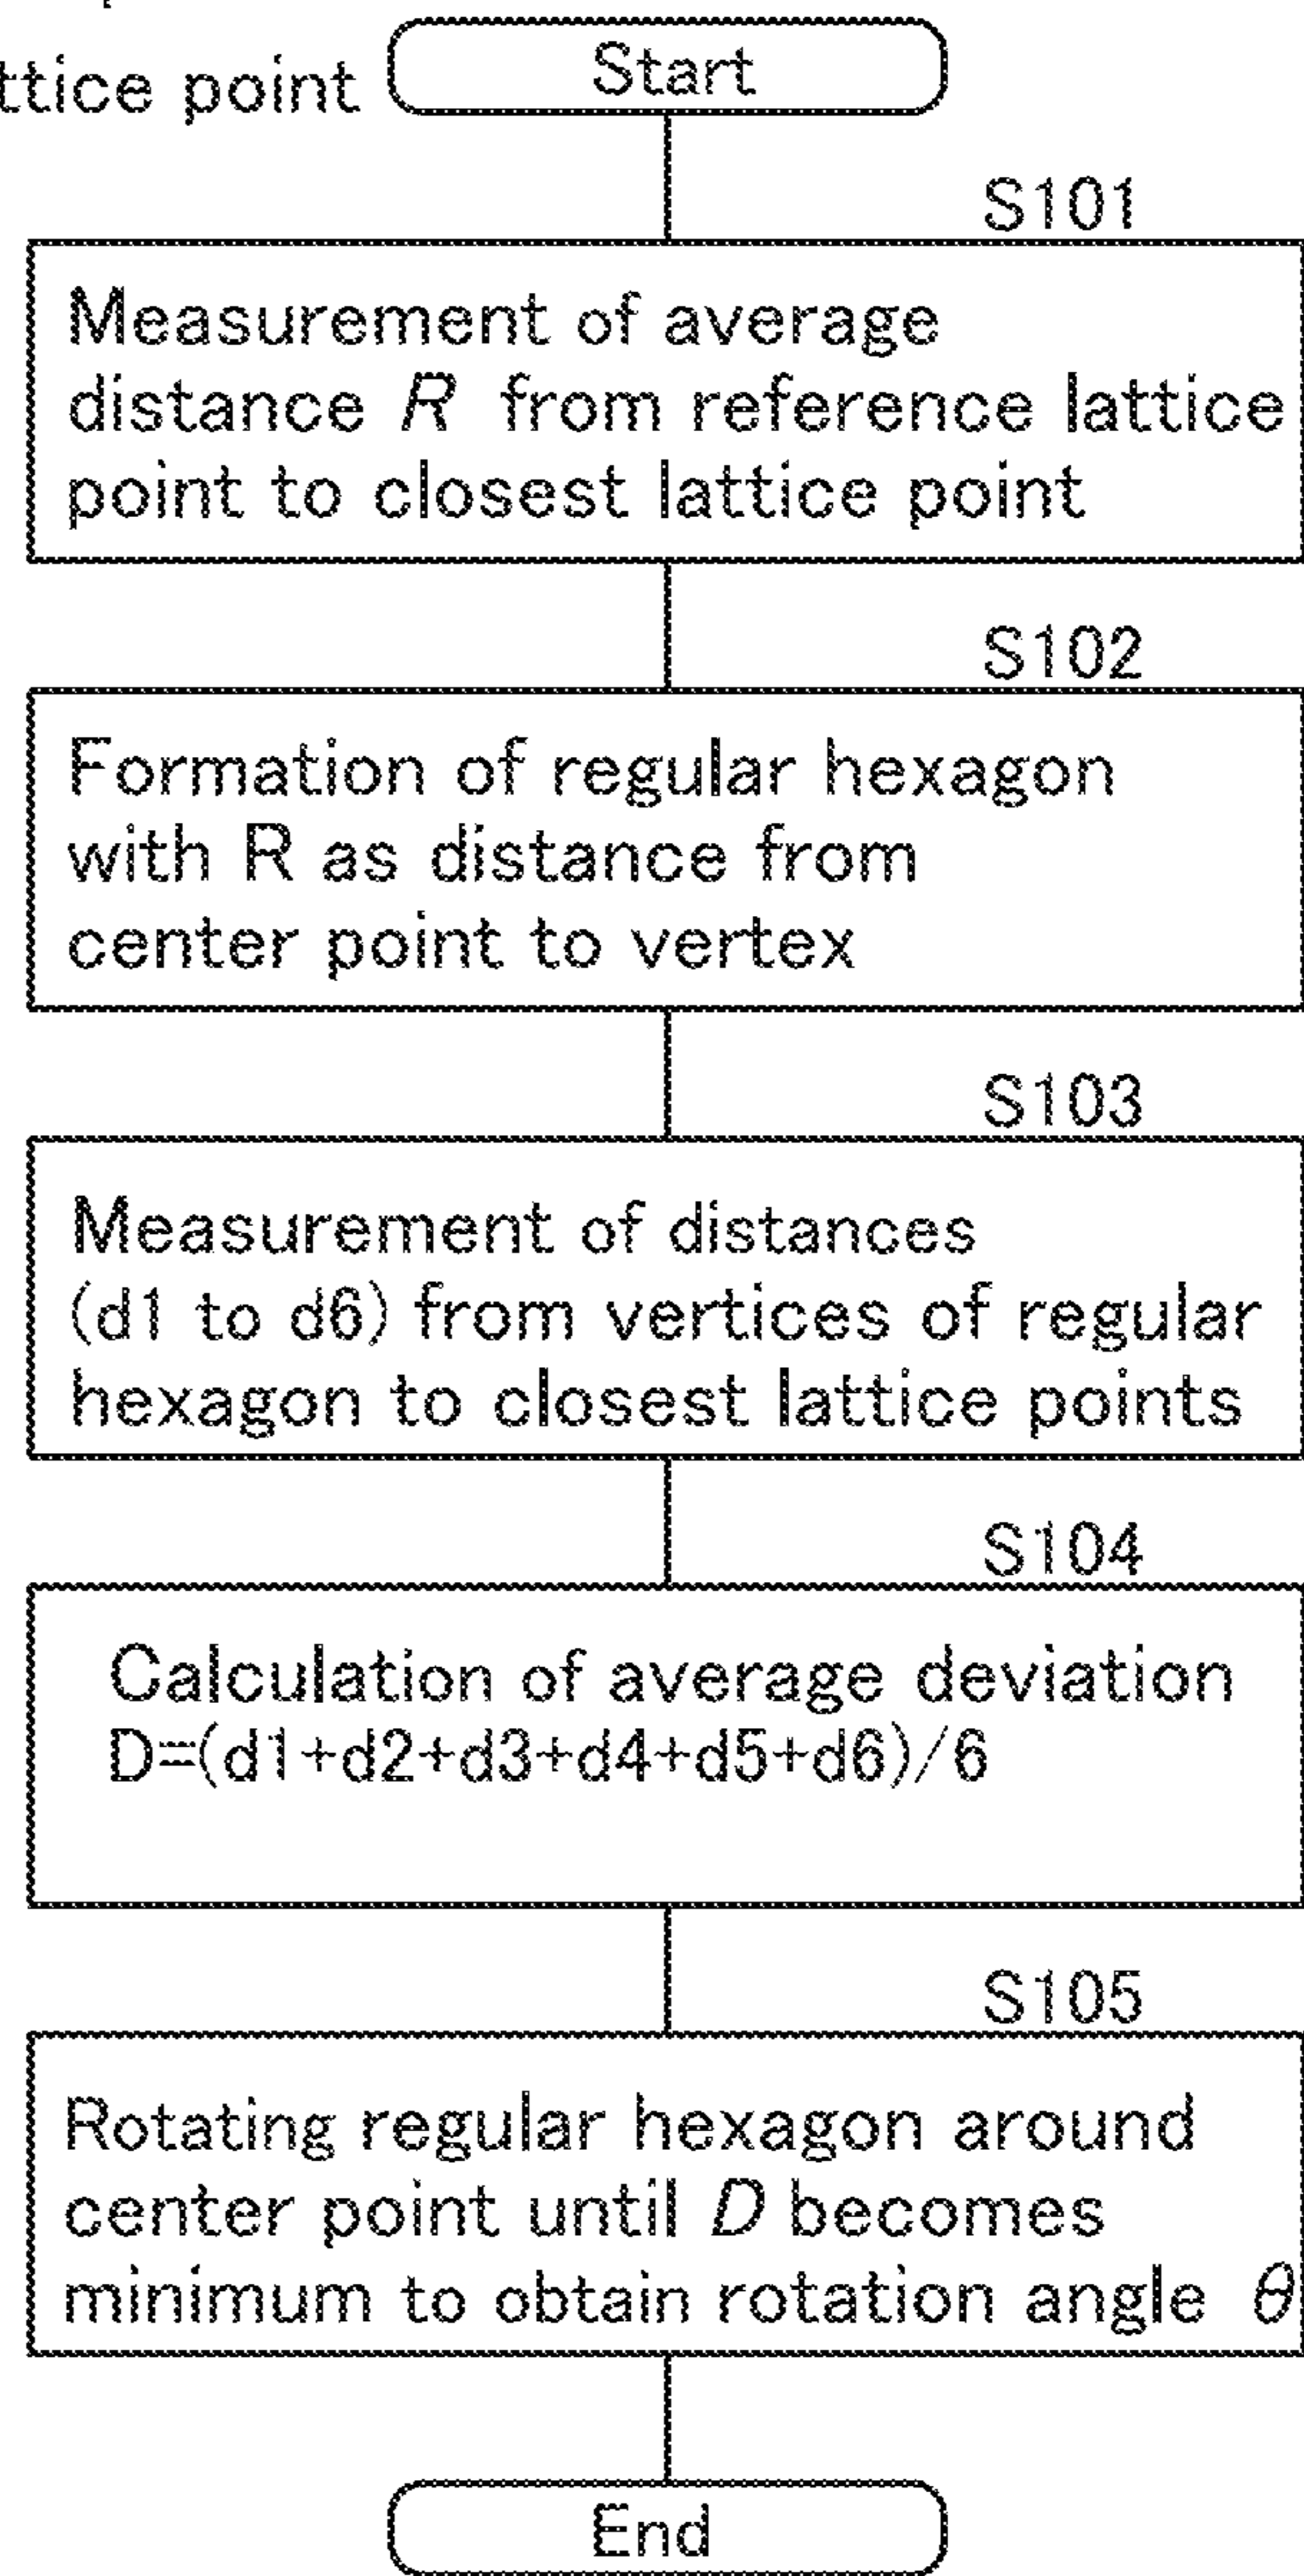 ttice point
Start
S101
Measurement of average
distance R from reference lattice
point to closest lattice point
S102
Formation of regular hexagon
with R as distance from
center point to vertex
S103
Measurement of distances
(d1 to d6) from vertices of regular
hexagon to closest lattice points
S104
Calculation of average deviation
D=(d1+d2+d3+d4+d5+d6)/6
S105
Rotating regular hexagon around
center point until D becomes
minimum to obtain rotation angle θ
End